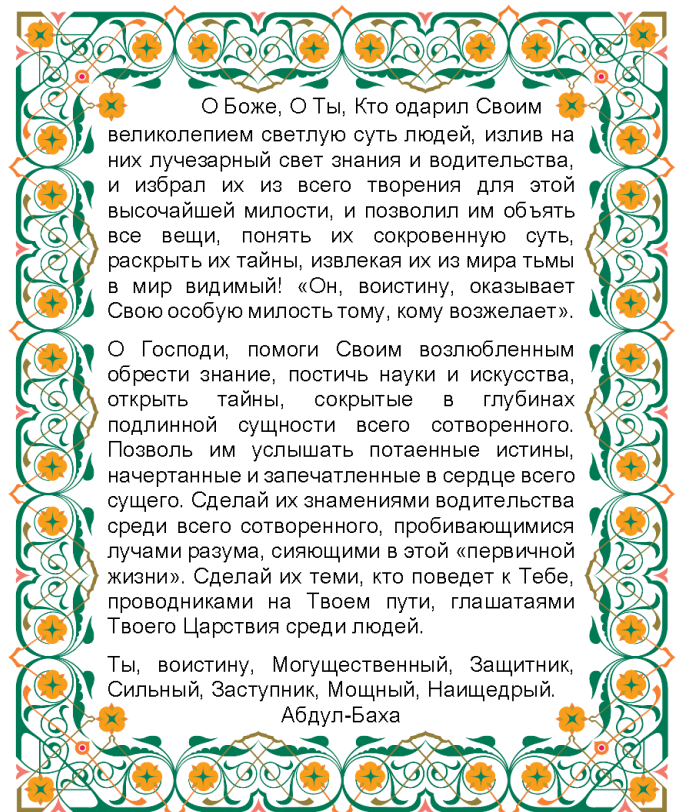 О Боже, О Ты, Кто одарил Своим
великолепием светлую суть людей, излив на
них лучезарный свет знания и водительства,
и избрал их из всего творения для этой
высочайшей милости, и позволил им объять
все вещи, понять их сокровенную суть,
раскрыть их тайны, извлекая их из мира тьмы
в мир видимый! «Он, воистину, оказывает
Свою особую милость тому, кому возжелает».
О Господи, помоги Своим возлюбленным
обрести знание, постичь науки и искусства,
открыть тайны, сокрытые в глубинах
подлинной сущности всего сотворенного.
Позволь им услышать потаенные истины,
начертанные и запечатленные в сердце всего
сущего. Сделай их знамениями водительства
среди всего сотворенного, пробивающимися
лучами разума, сияющими в этой «первичной
жизни». Сделай их теми, кто поведет к Тебе,
проводниками на Твоем пути, глашатаями
Твоего Царствия среди людей.
Ты, воистину, Могущественный, Защитник,
Сильный, Заступник, Мощный, Наищедрый.
Абдул-Баха